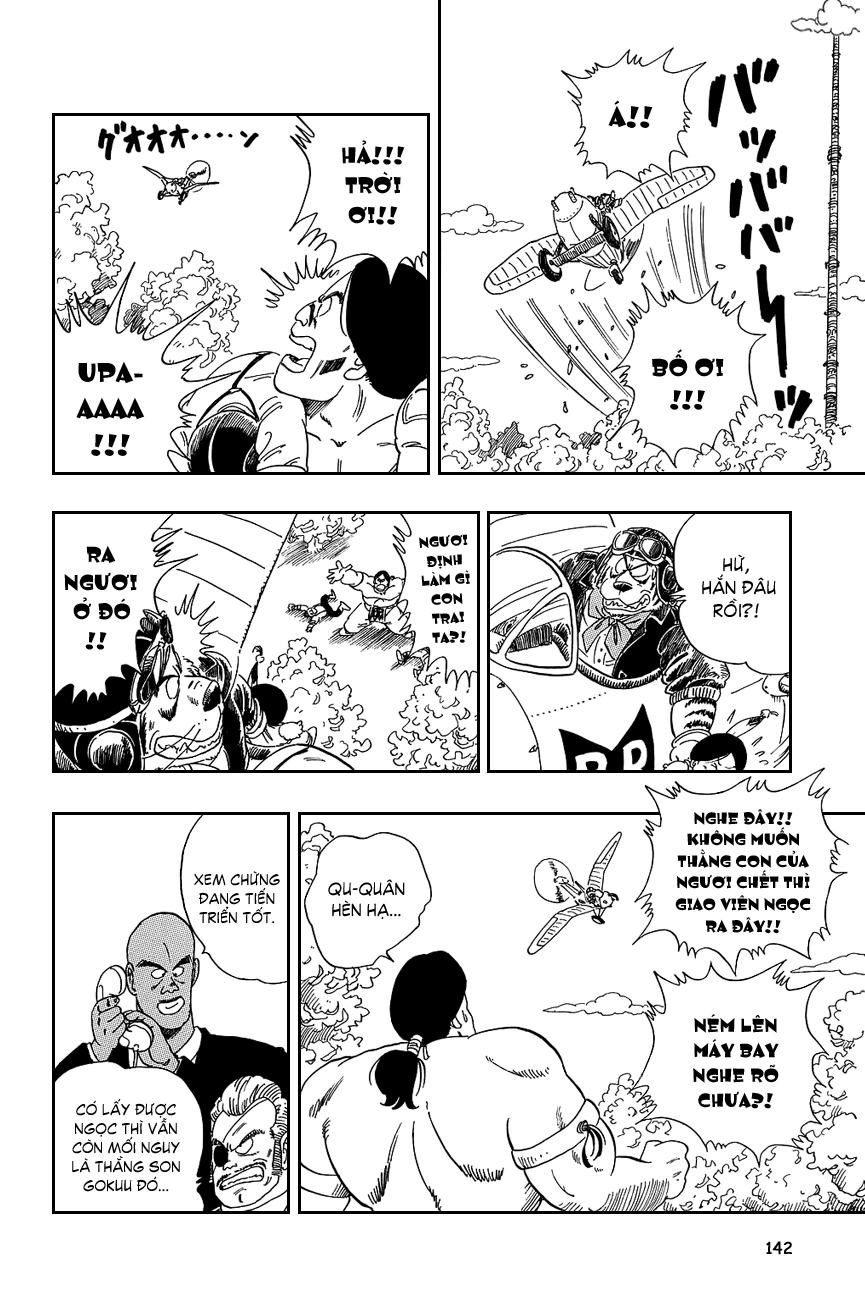 Á!!
バババババーッ
BỐ ƠI
!!!
HẢ!!!
TRỜI
ƠI!!
グオオオ・・・・ン
UPA-
AAAA
!!!
HỪ,
HẮN ĐÂU
RỒI?!
NGƯƠI
ĐỊNH
LÀM GÌ
CON
TRAI
TA?!
RA
NGƯƠI
Ở ĐÓ
!!
NGHE ĐÂY!!
KHÔNG MUỐN
THẰNG CON CỦA
NGƯƠI CHẾT THÌ
GIAO VIÊN NGỌC
RA ĐÂY!!
NÉM LÊN
MÁY BAY
NGHE RÕ
CHƯA?!
QU-QUÂN
HÈN HẠ...
XEM CHỪNG
ĐANG TIẾN
TRIỂN TỐT.
CÓ LẤY ĐƯỢC
NGỌC THÌ VẪN
CÒN MỐI NGUY
LÀ THẰNG SON
GOKUU ĐÓ...
142